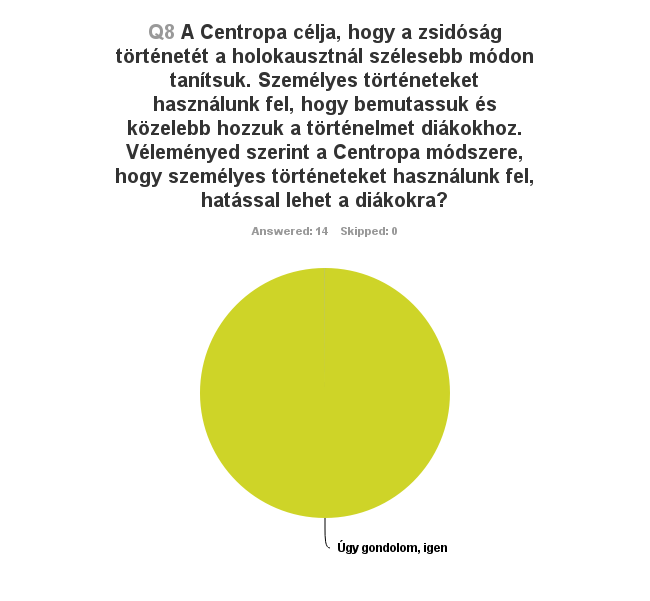 Q8 A Centropa célja, hogy a zsidóság
történetét a holokausztnál szélesebb módon
tanítsuk. Személyes történeteket
használunk fel, hogy bemutassuk és
közelebb hozzuk a történelmet diákokhoz.
Véleményed szerint a Centropa módszere,
hogy személyes történeteket használunk fel,
hatással lehet a diákokra?
Answered: 14 Skipped: 0
Úgy gondolom, igen